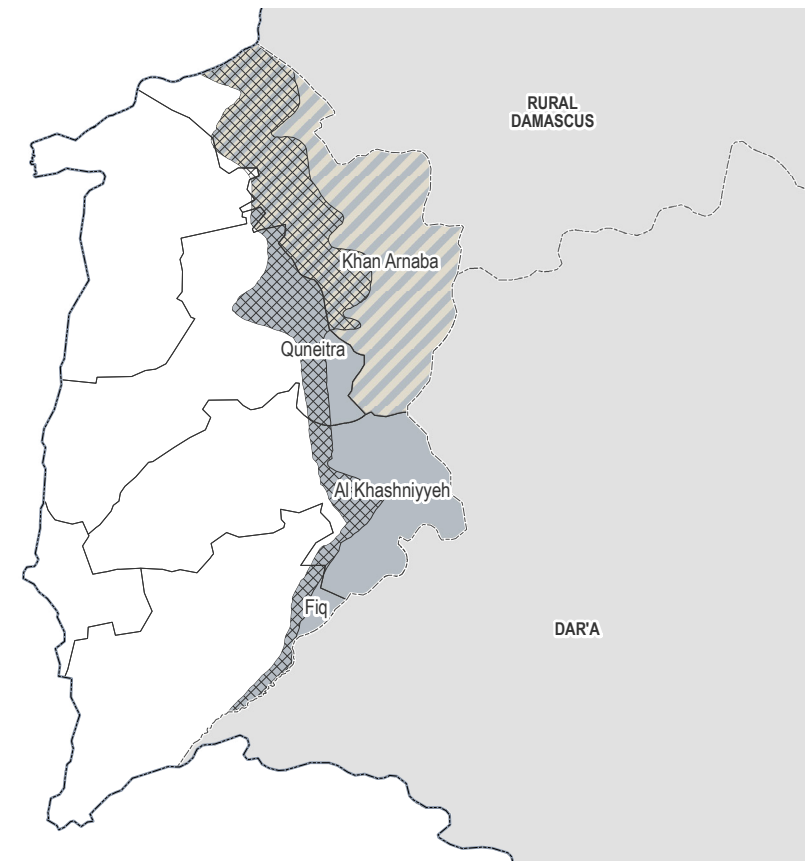 RURAL
DAMASCUS
Khan Arnaba
Quneitra
Al Khashniyyeh
Fiq
DAR'A